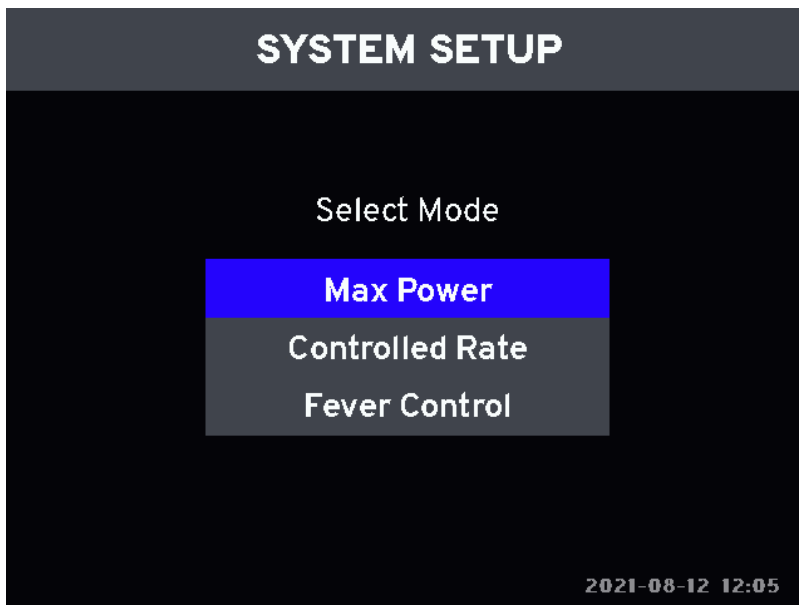 SYSTEM SETUP
Select Mode
Max Power
Controlled Rate
Fever Control
2021-08-12 12:05